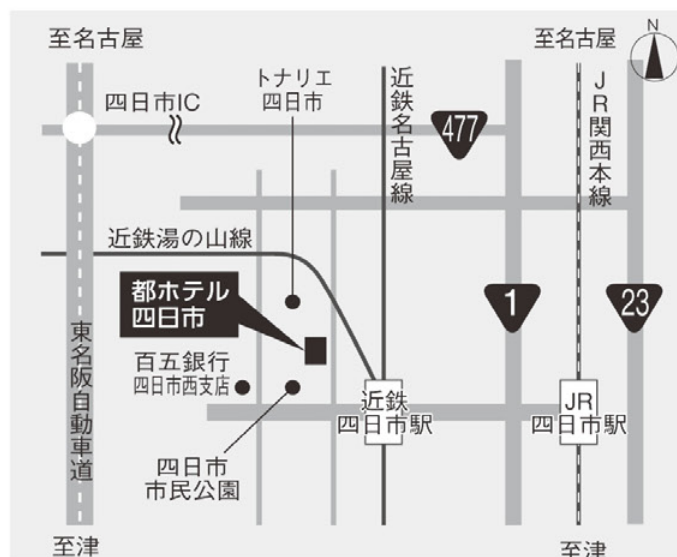 至名古屋
至名古屋
N
トナリエ
四日市
四日市IC
477
近鉄名古屋線
JR関西本線
近鉄湯の山線
都ホテル
四日市
1
23
東名阪自動車道
百五銀行
四日市西支店
近鉄
四日市駅
JR
四日市駅
四日市
市民公園
至津
至津